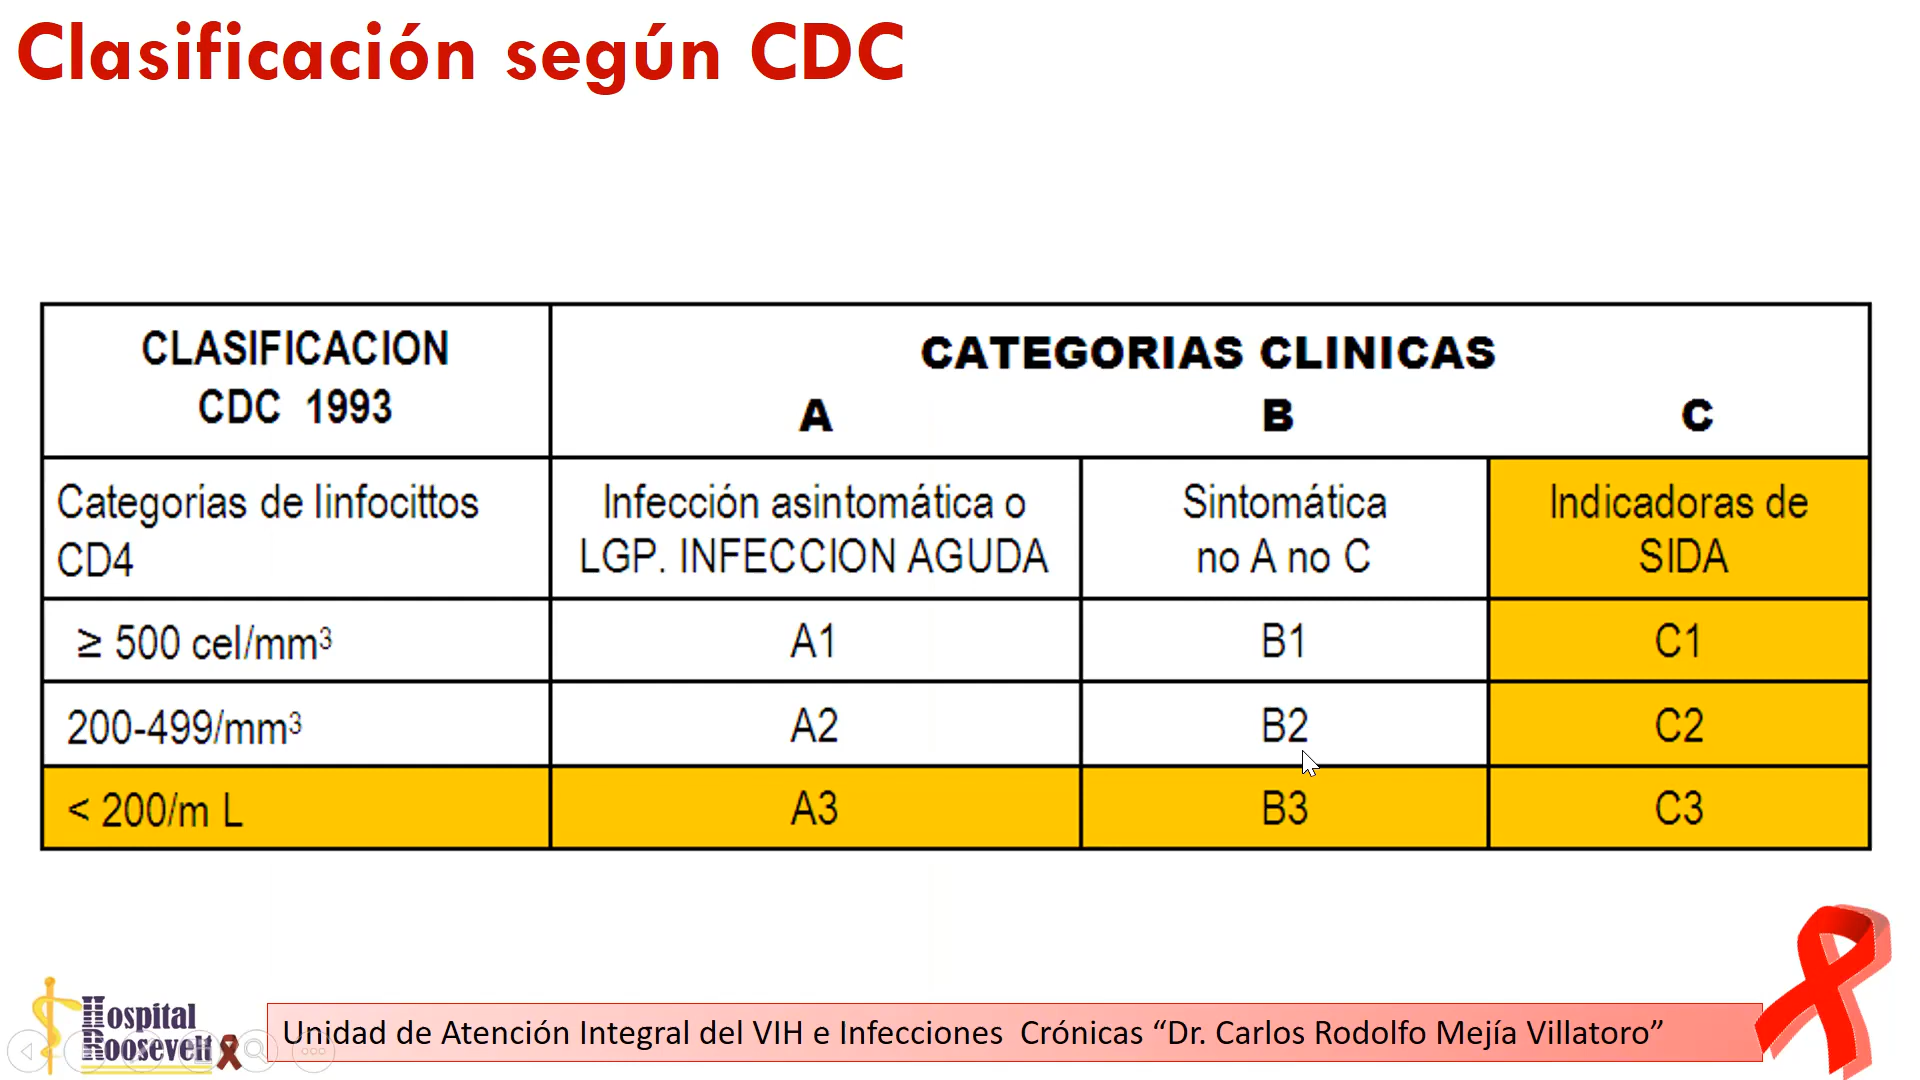 Clasificación según CDC
CLASIFICACION
CDC 1993
CATEGORIAS CLINICAS
A B C
Categorías de linfocittos
CD4
Infección asintomática o
LGP. INFECCION AGUDA
Sintomática
no A no C
Indicadoras de
SIDA
≥ 500 cel/mm³ A1 B1 C1
200-499/mm³ A2 B2 C2
< 200/m L A3 B3 C3
Hospital
Roosevelt
Unidad de Atención Integral del VIH e Infecciones Crónicas “Dr. Carlos Rodolfo Mejía Villatoro”